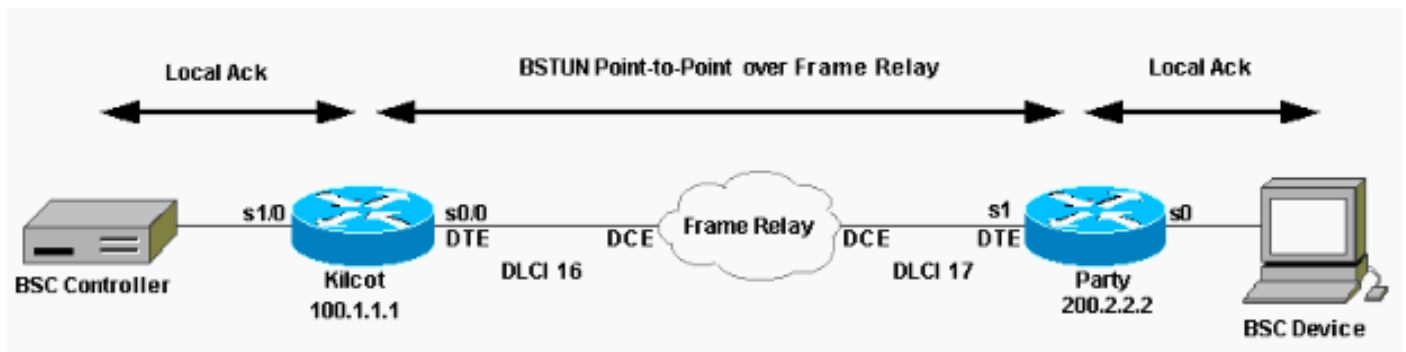 Local Ack
BSTUN Point-to-Point over Frame Relay
Local Ack
s1/0
s0/0
DTE
DCE
Frame Relay
DCE
s1
DTE
s0
BSC Controller
Kilcot
100.1.1.1
DLCI 16
DLCI 17
Party
200.2.2.2
BSC Device